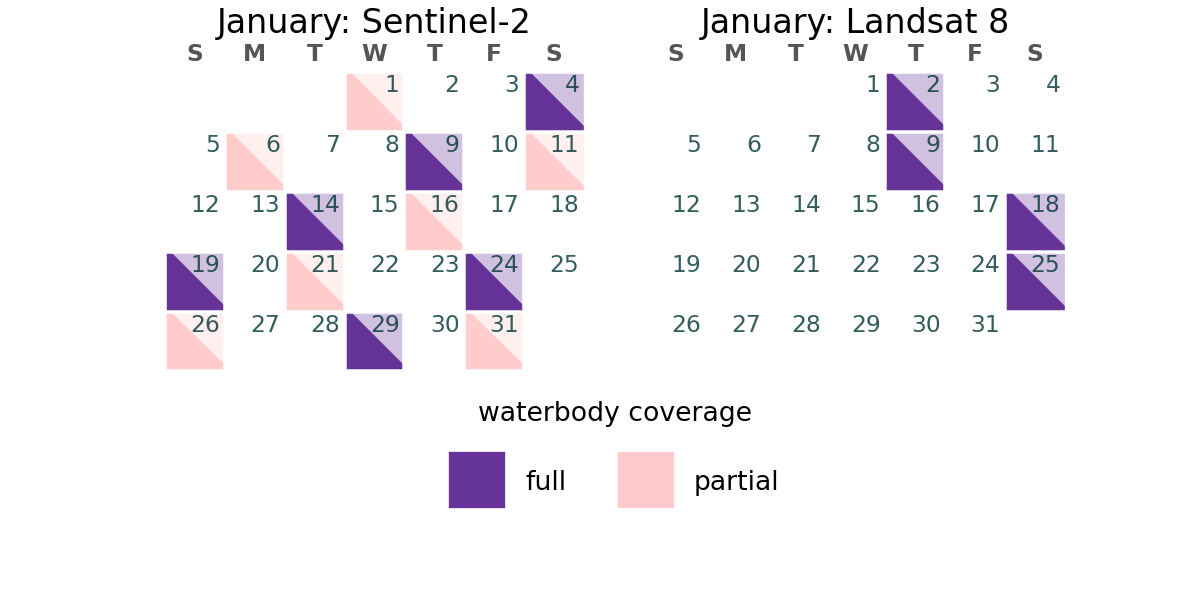 January: Sentinel-2
S M T W T F S
1 2 3 4
5 6 7 8 9 10 11
12 13 14 15 16 17 18
19 20 21 22 23 24 25
26 27 28 29 30 31
January: Landsat 8
S M T W T F S
1 2 3 4
5 6 7 8 9 10 11
12 13 14 15 16 17 18
19 20 21 22 23 24 25
26 27 28 29 30 31
waterbody coverage
full
partial